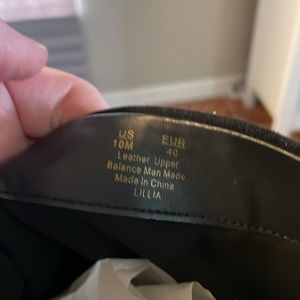 US EUR
10M 40
Leather Upper
Balance Man Made
Made in China
LILLIA